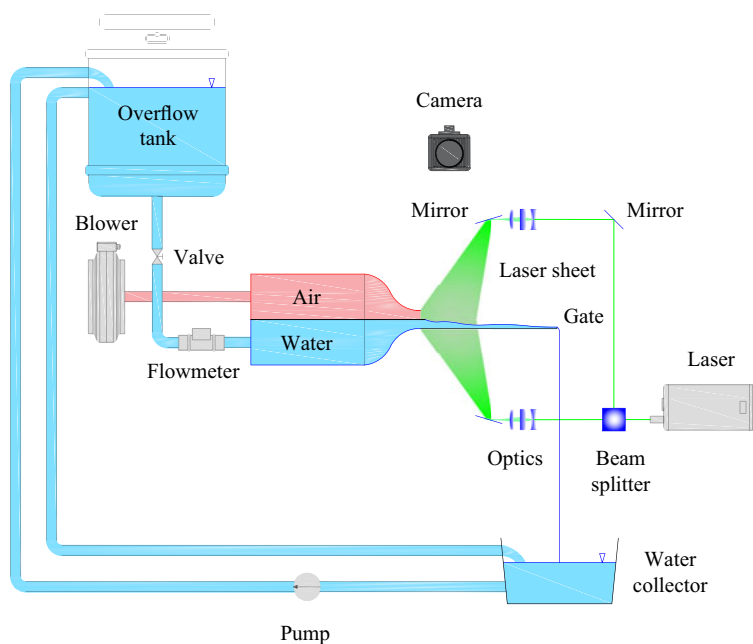 Camera
Overflow
tank
Mirror
Mirror
Blower
Valve
Laser sheet
Air
Gate
Water
Flowmeter
Laser
Optics
Beam
splitter
Water
collector
Pump